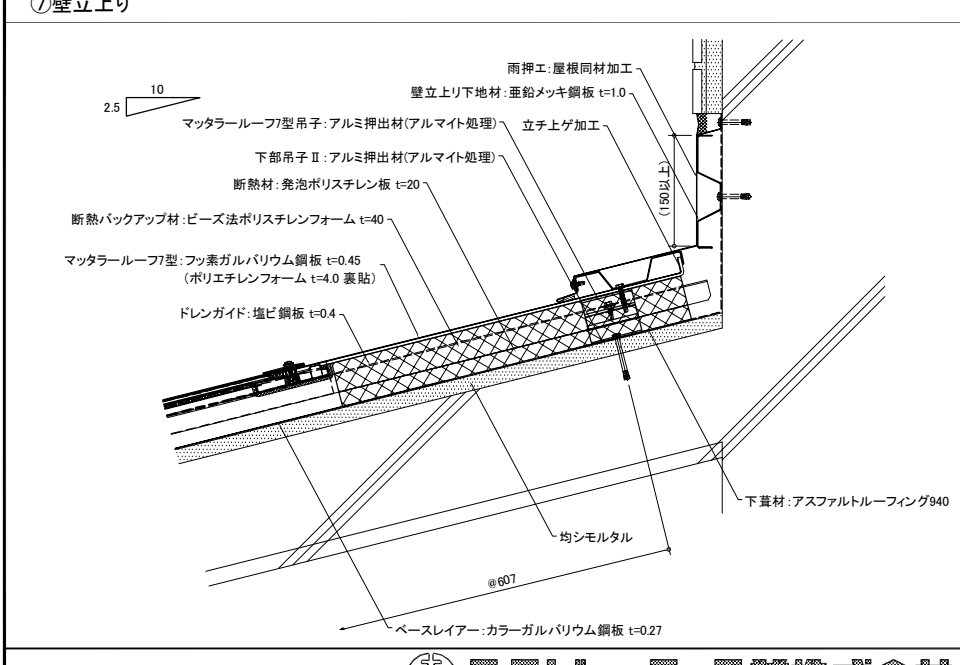 ⑦壁立上り
雨押エ:屋根同材加工
10
壁立上り下地材:亜鉛メッキ鋼板 t=1.0
2.5
マッタラールーフ7型吊子:アルミ押出材(アルマイト処理)
立チ上ゲ加工
下部吊子Ⅱ:アルミ押出材(アルマイト処理)
(150以上)
断熱材:発泡ポリスチレン板 t=20
断熱バックアップ材:ビーズ法ポリスチレンフォーム t=40
マッタラールーフ7型:フッ素ガルバリウム鋼板 t=0.45
(ポリエチレンフォーム t=4.0 裏貼)
ドレンガイド:塩ビ鋼板 t=0.4
下葺材:アスファルトルーフィング940
均シモルタル
@607
ベースレイアー:カラーガルバリウム鋼板 t=0.27